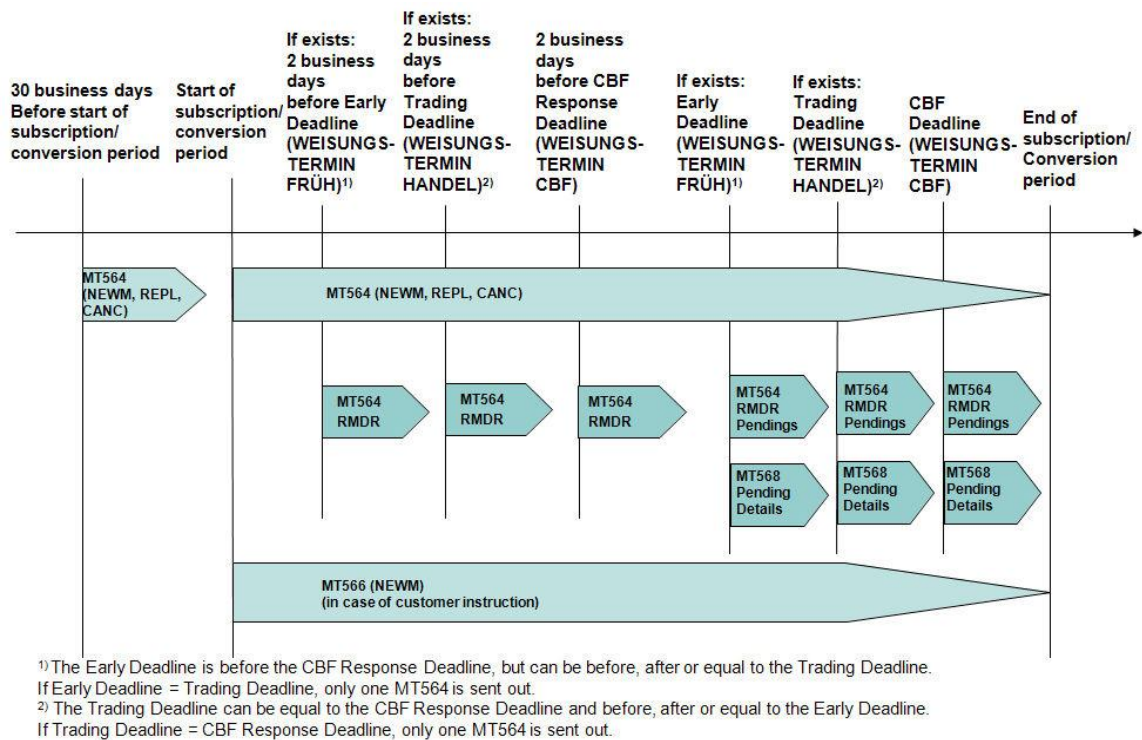 30 business days
Before start of
subscription/
conversion period
Start of
subscription/
conversion
period
If exists:
2 business
days
before Early
Deadline
(WEISUNGS-
TERMIN
FRÜH)¹⁾
If exists:
2 business
days
before
Trading
Deadline
(WEISUNGS-
TERMIN
HANDEL)²⁾
2 business
days
before CBF
Response
Deadline
(WEISUNGS-
TERMIN
CBF)
If exists:
Early
Deadline
(WEISUNGS-
TERMIN
FRÜH)¹⁾
If exists:
Trading
Deadline
(WEISUNGS-
TERMIN
HANDEL)²⁾
CBF
Deadline
(WEISUNGS-
TERMIN
CBF)
End of
subscription/
Conversion
period
MT564
(NEWM, REPL,
CANC)
MT564 (NEWM, REPL, CANC)
MT564
RMDR
MT564
RMDR
MT564
RMDR
MT564
RMDR
Pendings
MT564
RMDR
Pendings
MT564
RMDR
Pendings
MT568
Pending
Details
MT568
Pending
Details
MT568
Pending
Details
MT566 (NEWM)
(in case of customer instruction)
¹⁾ The Early Deadline is before the CBF Response Deadline, but can be before, after or equal to the Trading Deadline.
If Early Deadline = Trading Deadline, only one MT564 is sent out.
²⁾ The Trading Deadline can be equal to the CBF Response Deadline and before, after or equal to the Early Deadline.
If Trading Deadline = CBF Response Deadline, only one MT564 is sent out.